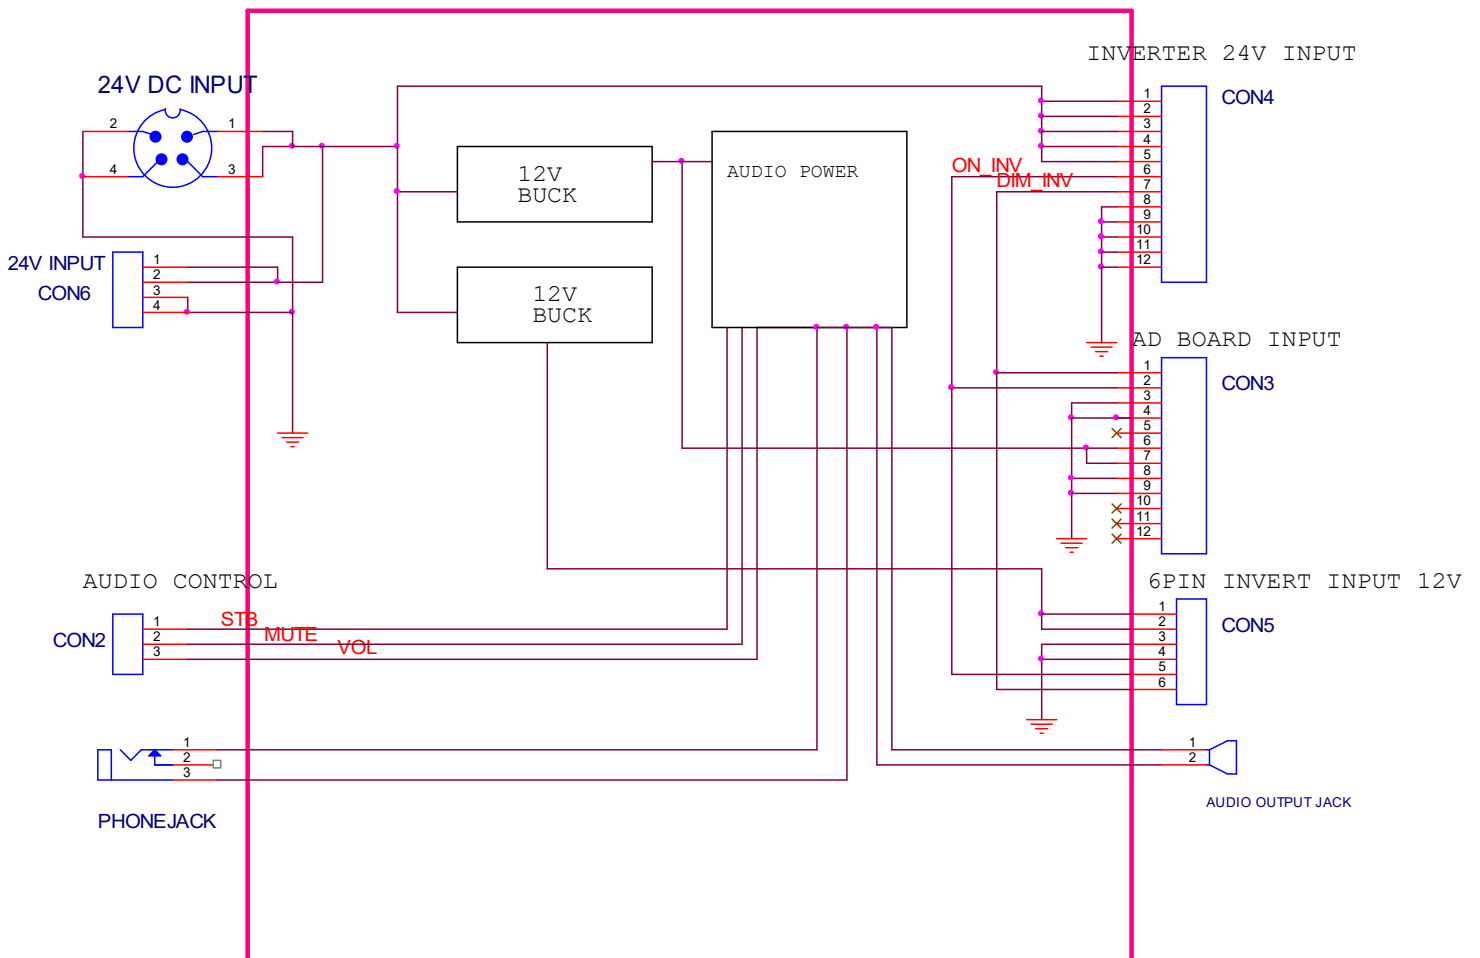 INVERTER 24V INPUT
24V DC INPUT
2
1
4
3
1
2
3
4
5
6
7
8
9
10
11
12
CON4
12V
BUCK
AUDIO POWER
ON_INV
DIM_INV
24V INPUT
CON6
1
2
3
4
12V
BUCK
AD BOARD INPUT
1
2
3
4
5
6
7
8
9
10
11
12
CON3
AUDIO CONTROL
CON2
1
2
3
STB
MUTE
VOL
6PIN INVERT INPUT 12V
1
2
3
4
5
6
CON5
1
2
3
PHONEJACK
1
2
AUDIO OUTPUT JACK